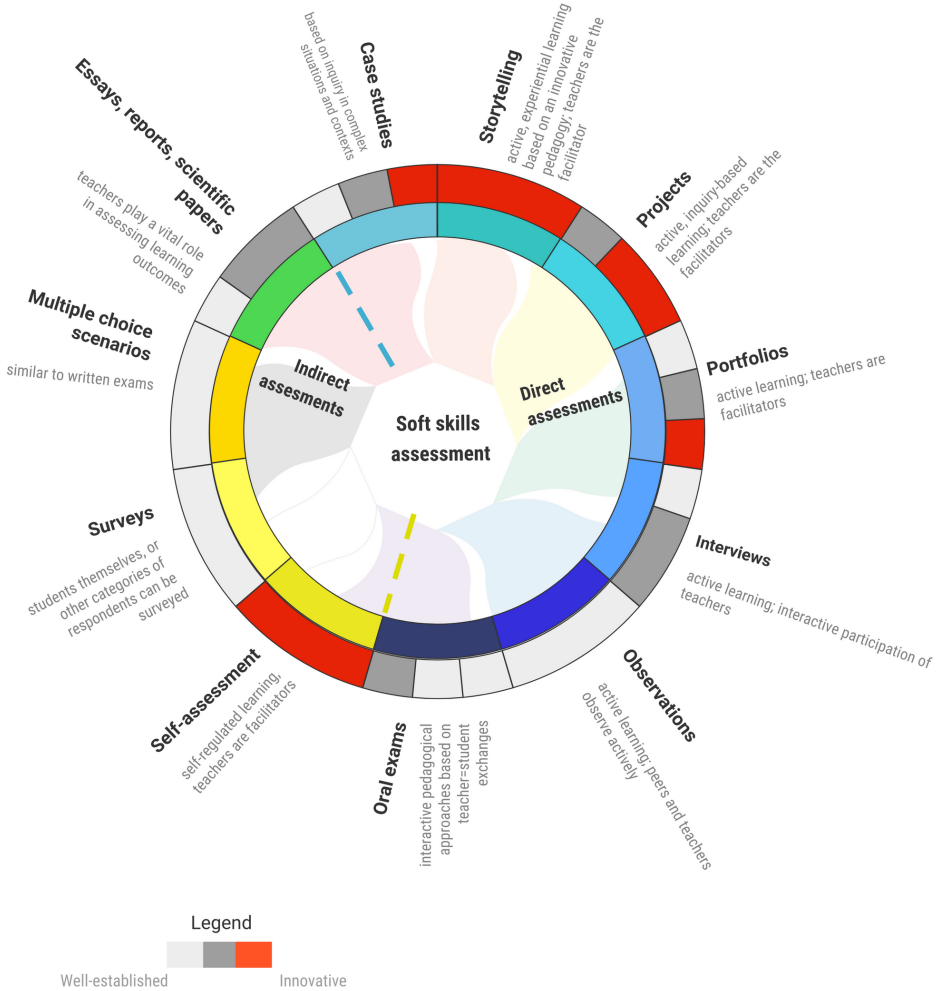 Case studies
based on inquiry in complex
situations and contexts
Storytelling
active, experiential learning
based on an innovative
pedagogy; teachers are the
facilitator
Projects
active, inquiry-based
learning; teachers are the
facilitators
Portfolios
active learning; teachers are
facilitators
Interviews
active learning; interactive participation of
teachers
Observations
active learning; peers and teachers
observe actively
Oral exams
interactive pedagogical
approaches based on
teacher=student
exchanges
Self-assessment
self-regulated learning,
teachers are facilitators
Surveys
students themselves, or
other categories of
respondents can be
surveyed
Multiple choice
scenarios
similar to written exams
Essays, reports, scientific
papers
teachers play a vital role
in assessing learning
outcomes
Indirect
assesments
Direct
assessments
Soft skills
assessment
Legend
Well-established
Innovative